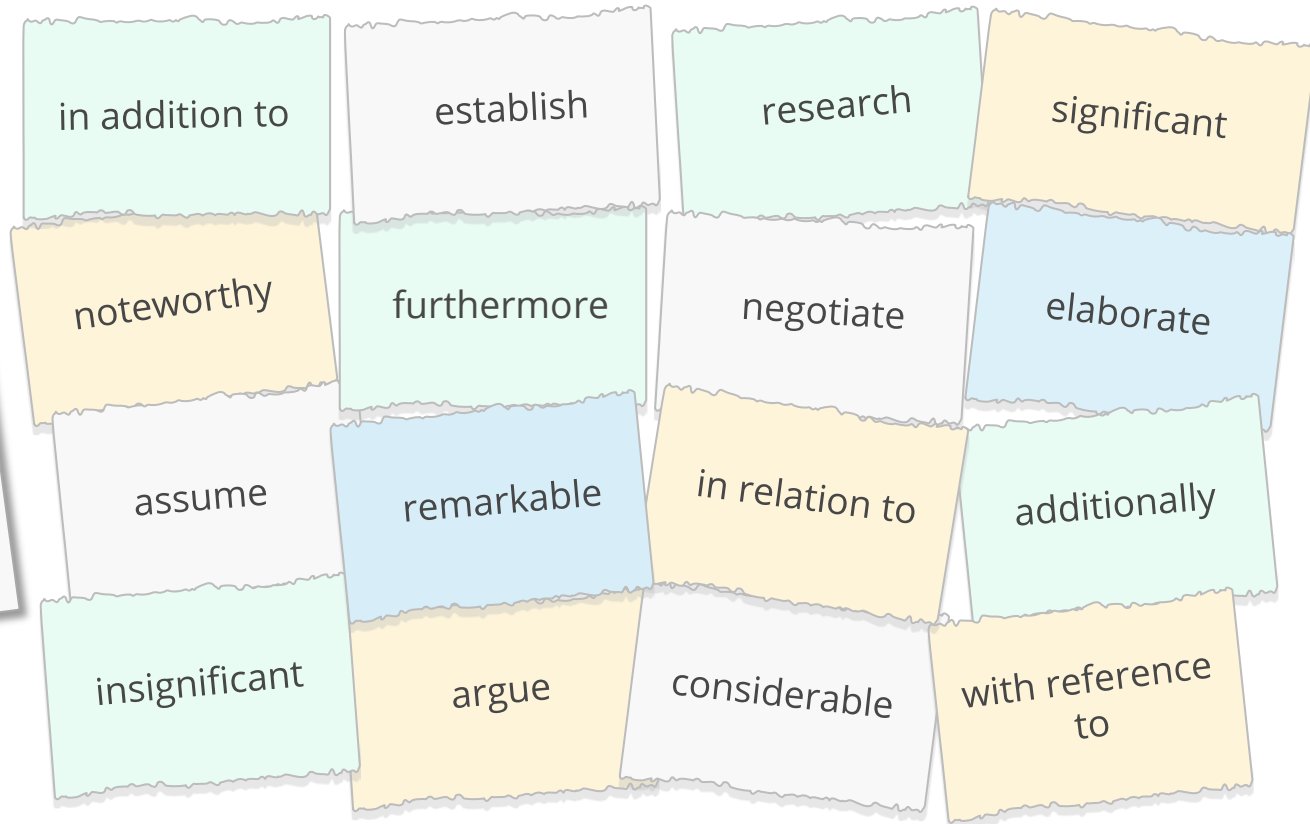 in addition to
establish
research
significant
noteworthy
furthermore
negotiate
elaborate
assume
remarkable
in relation to
additionally
insignificant
argue
considerable
with reference
to